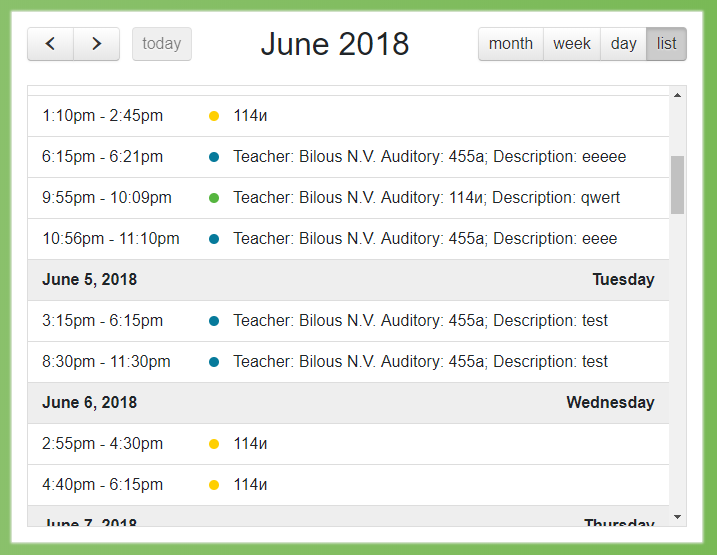 today June 2018 month week day list
1:10pm - 2:45pm 114и
6:15pm - 6:21pm Teacher: Bilous N.V. Auditory: 455a; Description: eeeee
9:55pm - 10:09pm Teacher: Bilous N.V. Auditory: 114и; Description: qwert
10:56pm - 11:10pm Teacher: Bilous N.V. Auditory: 455a; Description: eeee
June 5, 2018 Tuesday
3:15pm - 6:15pm Teacher: Bilous N.V. Auditory: 455a; Description: test
8:30pm - 11:30pm Teacher: Bilous N.V. Auditory: 455a; Description: test
June 6, 2018 Wednesday
2:55pm - 4:30pm 114и
4:40pm - 6:15pm 114и
June 7, 2018 Thursday